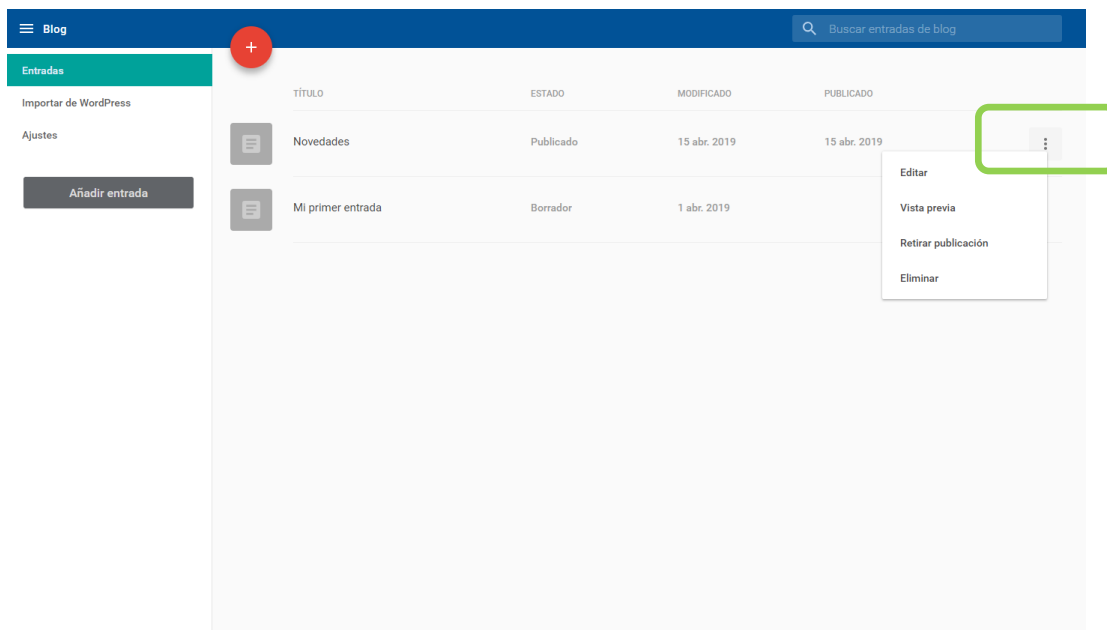 Blog
Buscar entradas de blog
+
Entradas
Importar de WordPress
Ajustes
Añadir entrada
TÍTULO ESTADO MODIFICADO PUBLICADO
Novedades Publicado 15 abr. 2019 15 abr. 2019
Editar
Vista previa
Retirar publicación
Eliminar
Mi primer entrada Borrador 1 abr. 2019